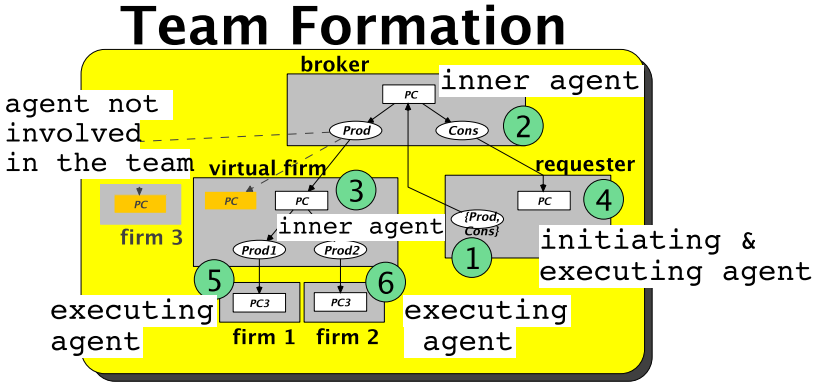 Team Formation
broker
inner agent
PC
agent not
involved
in the team
Prod
Cons
2
virtual firm
requester
PC
PC
PC
3
PC
4
firm 3
{Prod,
Cons}
inner agent
initiating &
executing agent
Prod1
Prod2
1
5
6
PC3
PC3
executing
agent
executing
agent
firm 1
firm 2